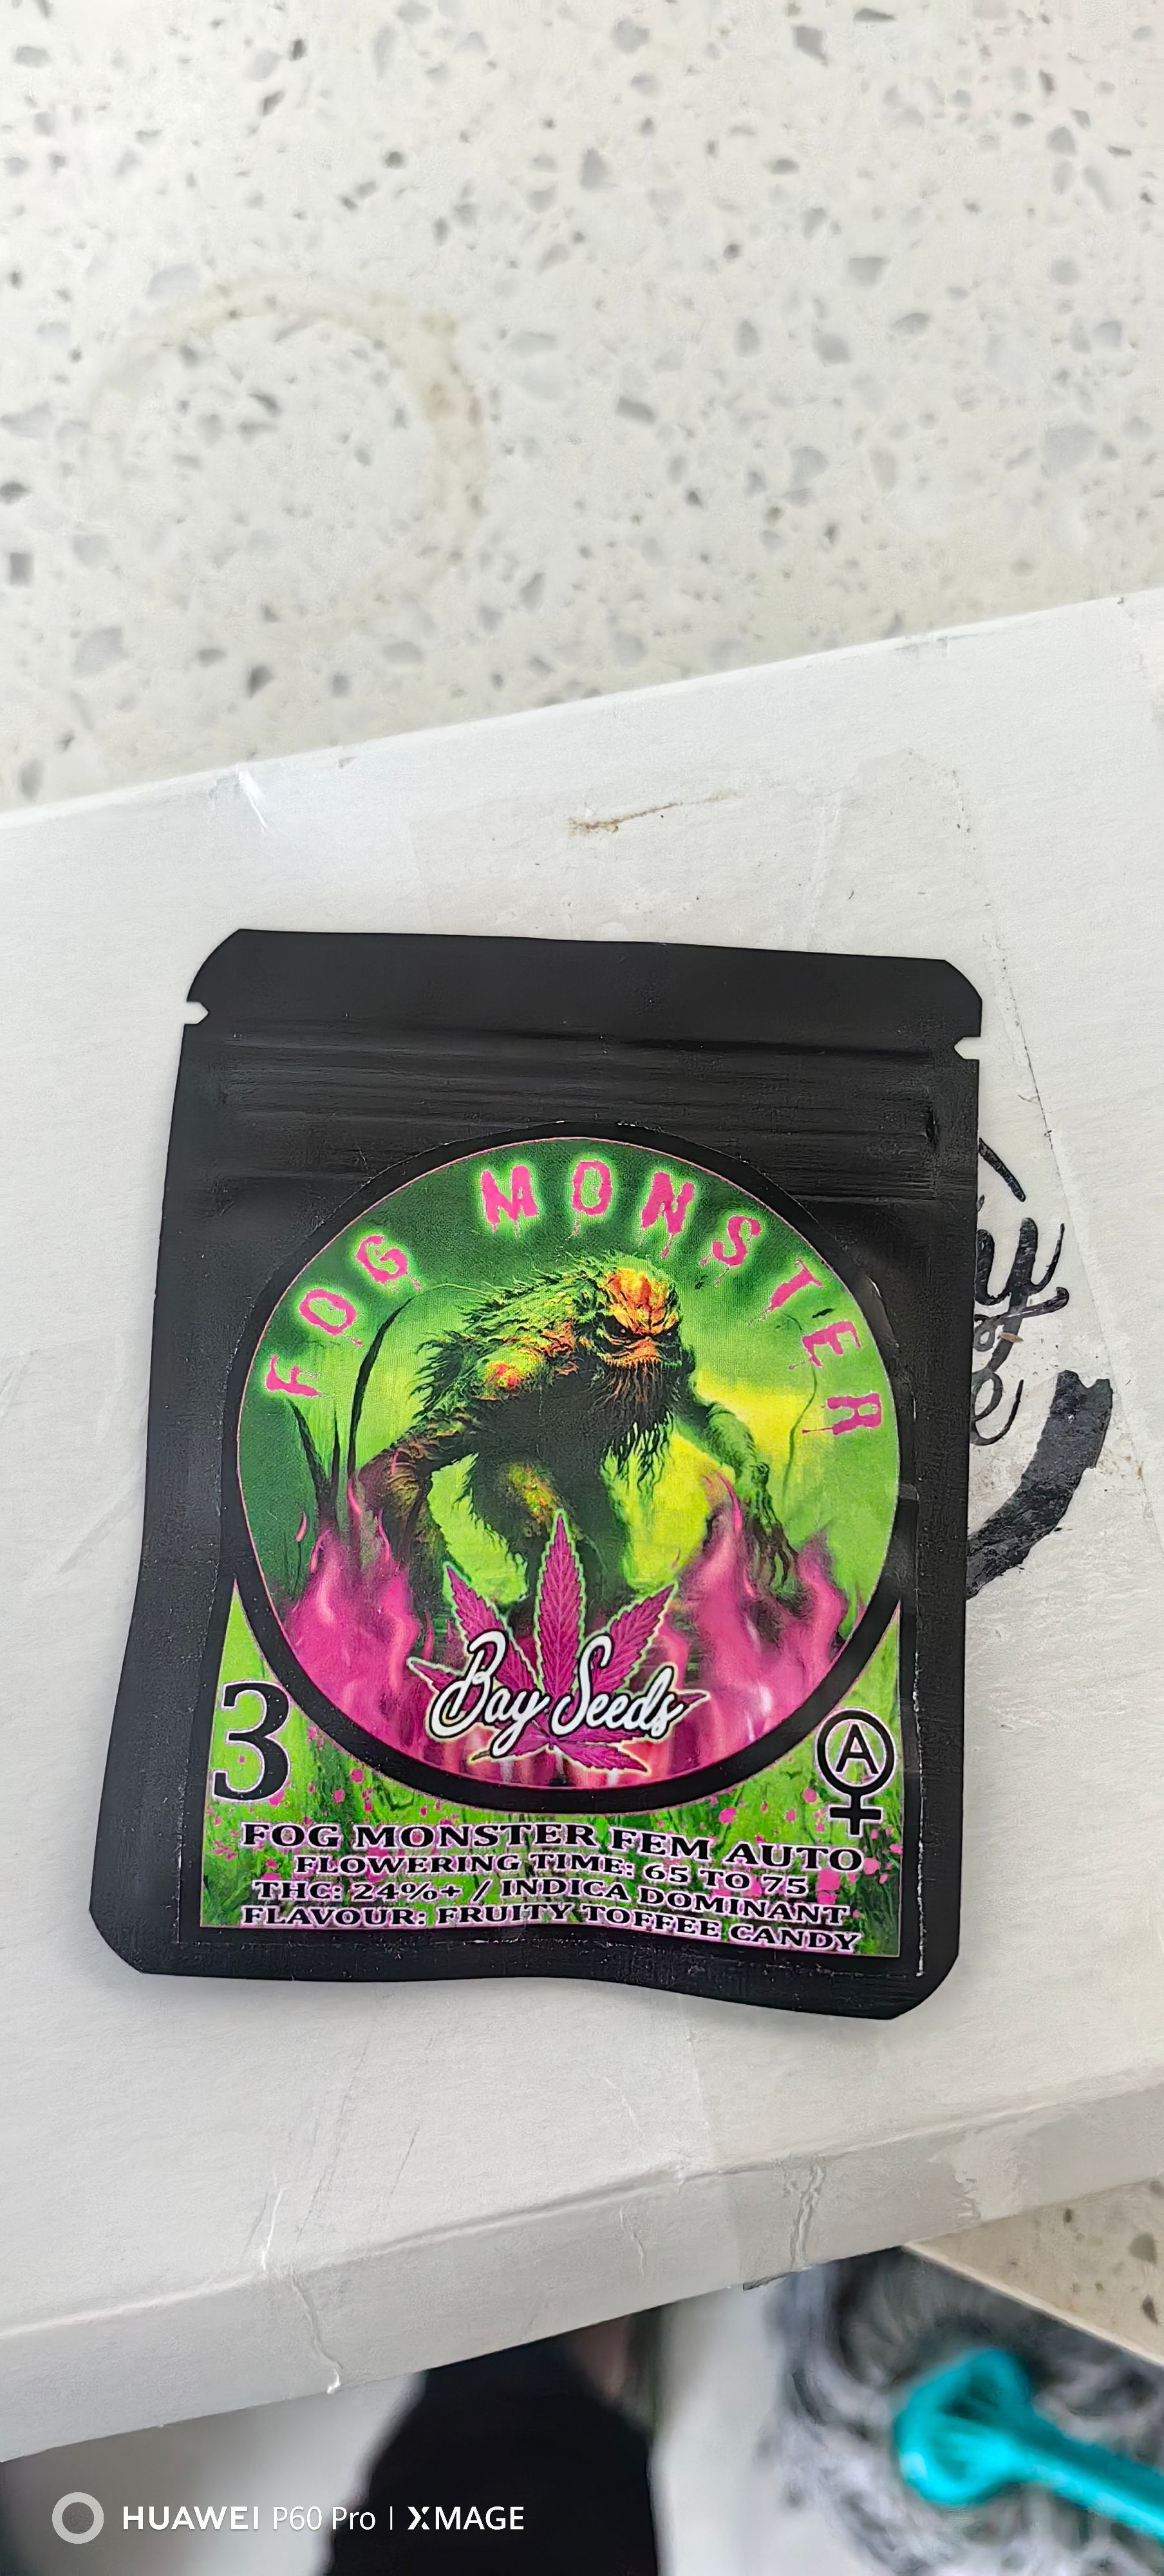 FOG MONSTER
Bay Seeds
3
A
FOG MONSTER FEM AUTO
FLOWERING TIME: 65 TO 75
THC: 24%+ / INDICA DOMINANT
FLAVOUR: FRUITY TOFFEE CANDY
HUAWEI P60 Pro | XMAGE